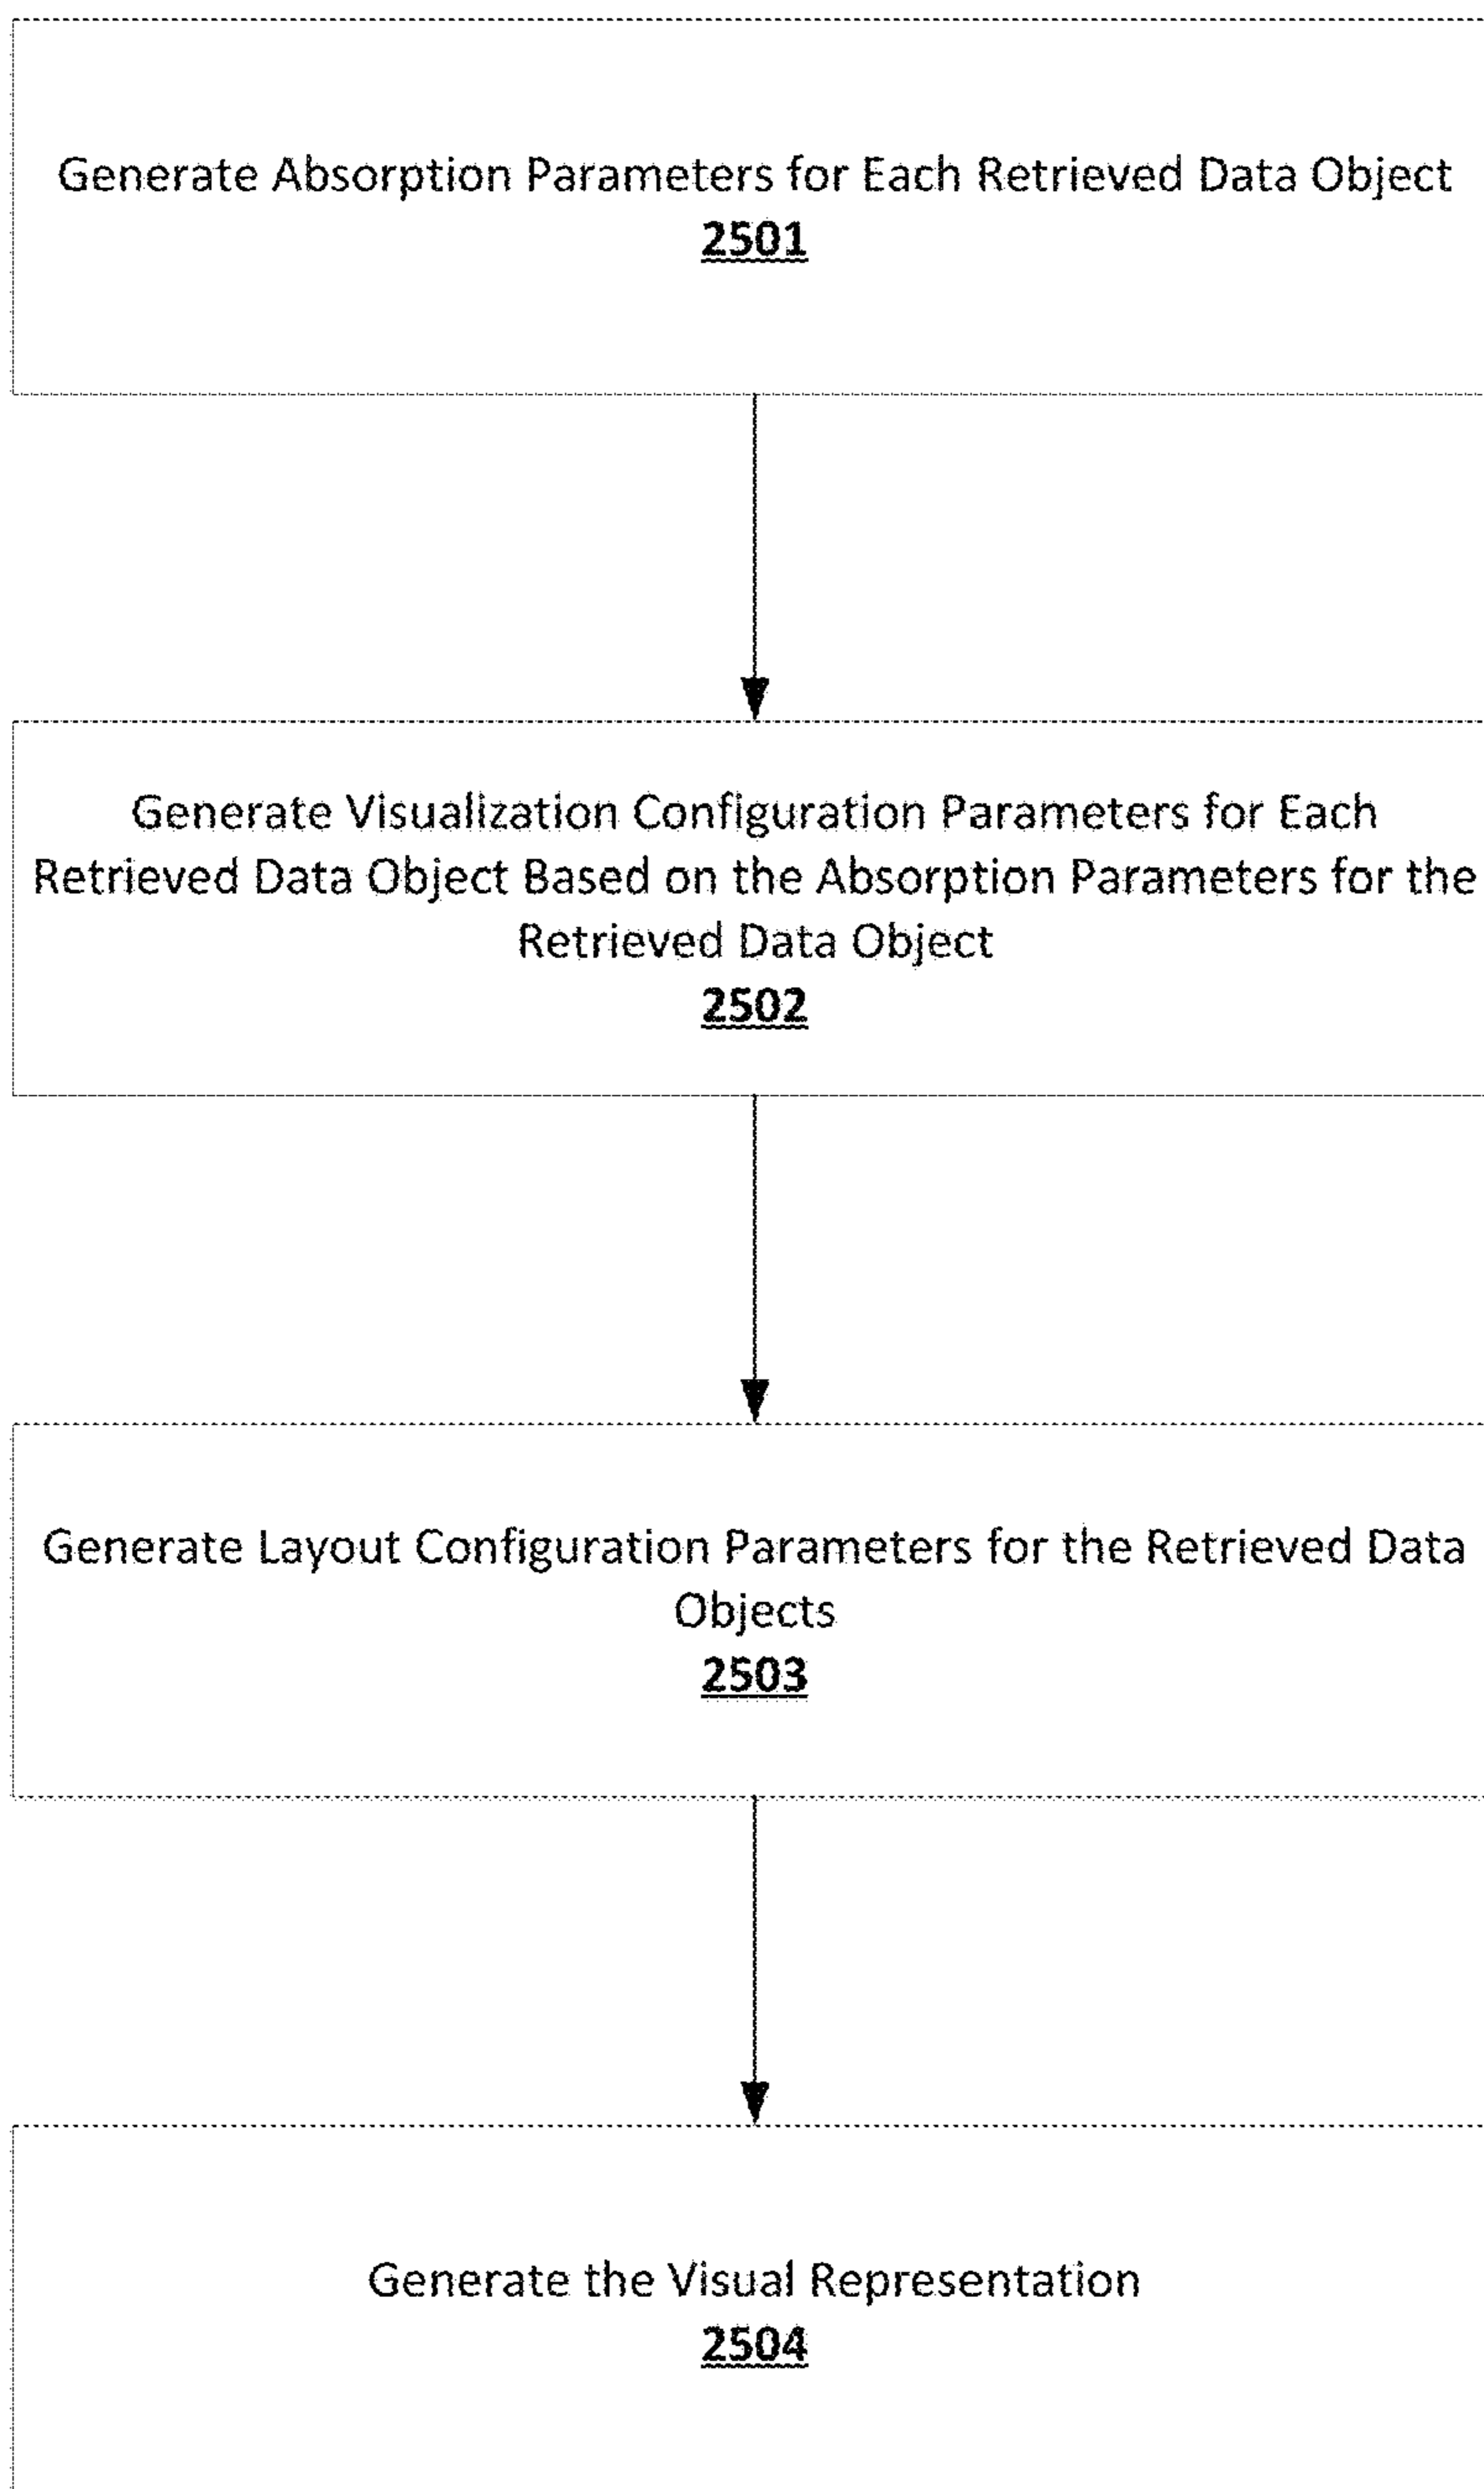 Generate Absorption Parameters for Each Retrieved Data Object
2501
Generate Visualization Configuration Parameters for Each
Retrieved Data Object Based on the Absorption Parameters for the
Retrieved Data Object
2502
Generate Layout Configuration Parameters for the Retrieved Data
Objects
2503
Generate the Visual Representation
2504